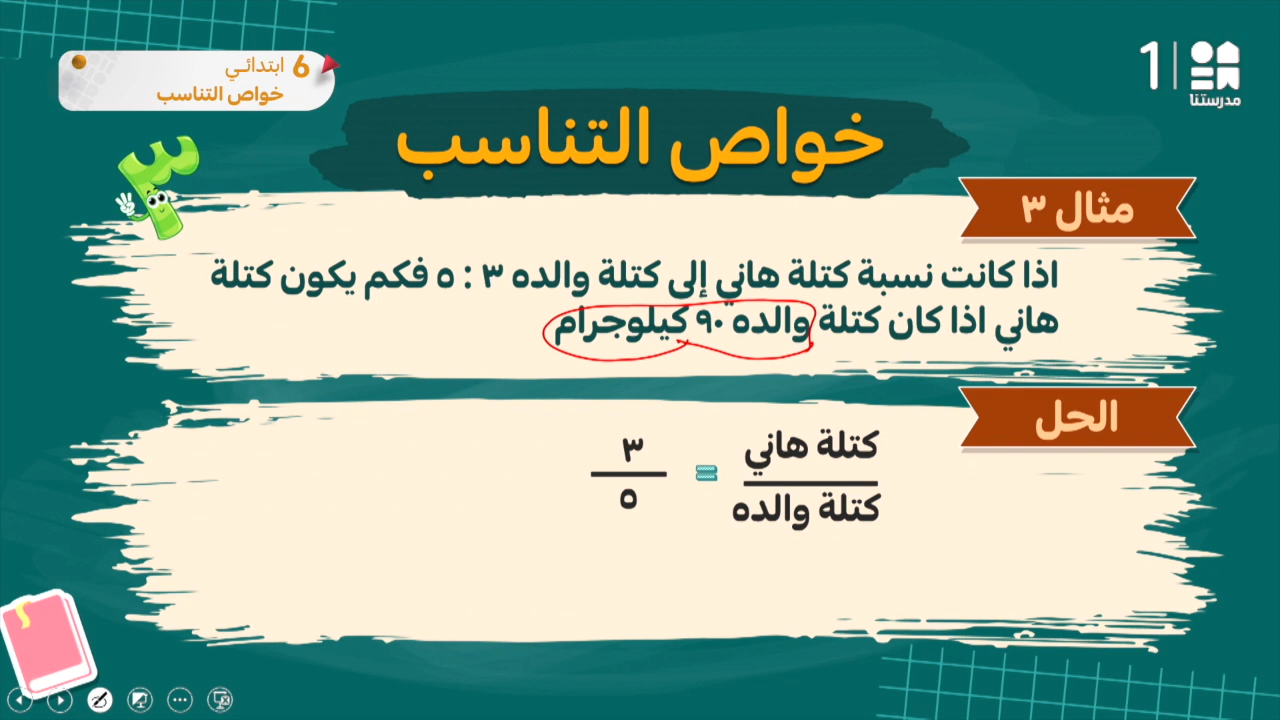 1
مدرستنا
6 ابتدائي
خواص التناسب
خواص التناسب
مثال ٣
اذا كانت نسبة كتلة هاني إلى كتلة والده ٣ : ٥ فكم يكون كتلة
هاني اذا كان كتلة والده ٩٠ كيلوجرام
الحل
كتلة هاني = ٣
كتلة والده ٥